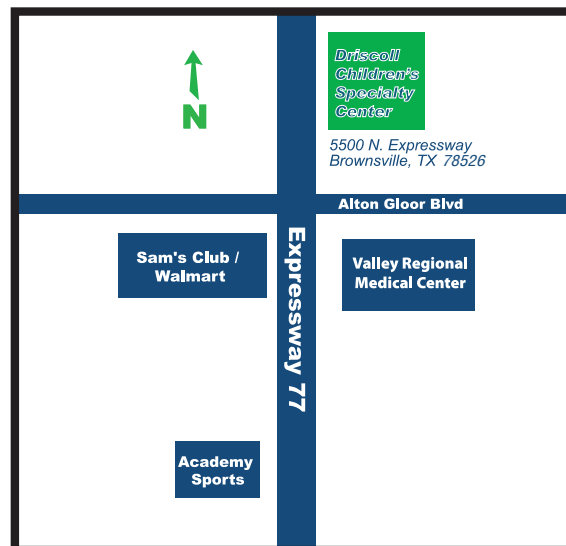 Driscoll
Children's
Specialty
Center
N
5500 N. Expressway
Brownsville, TX 78526
Alton Gloor Blvd
Sam's Club /
Walmart
Expressway 77
Valley Regional
Medical Center
Academy
Sports